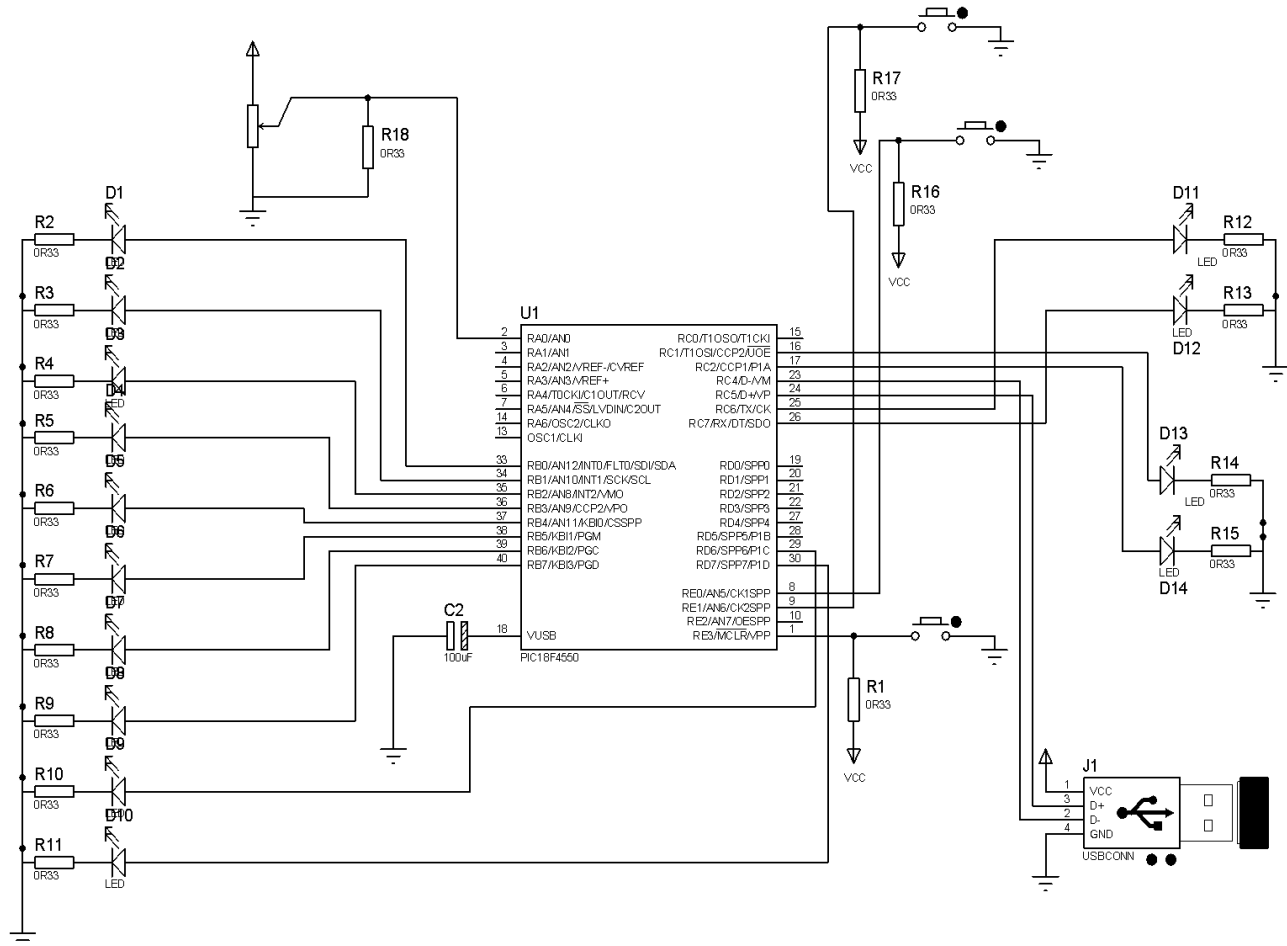 R17
0R33
VCC
R18
0R33
R16
0R33
VCC
D1
R2
0R33
D2
R3
0R33
D3
R4
0R33
D4
LED
R5
0R33
D5
R6
0R33
D6
R7
0R33
LED
D7
R8
0R33
D8
R9
0R33
D9
R10
0R33
D10
R11
0R33
LED
D11
LED
R12
0R33
R13
0R33
LED
D12
D13
LED
R14
0R33
R15
0R33
LED
D14
U1
2 RA0/AN0
3 RA1/AN1
4 RA2/AN2/VREF-/CVREF
5 RA3/AN3/VREF+
6 RA4/T0CKI/C1OUT/RCV
7 RA5/AN4/SS/LVDIN/C2OUT
14 RA6/OSC2/CLKO
13 OSC1/CLKI
33 RB0/AN12/INT0/FLT0/SDI/SDA
34 RB1/AN10/INT1/SCK/SCL
35 RB2/AN8/INT2/VMO
36 RB3/AN9/CCP2/VPO
37 RB4/AN11/KBI0/CSSPP
38 RB5/KBI1/PGM
39 RB6/KBI2/PGC
40 RB7/KBI3/PGD
18 VUSB
RC0/T1OSO/T1CKI 15
RC1/T1OSI/CCP2/UOE 16
RC2/CCP1/P1A 17
RC4/D-/VM 23
RC5/D+/VP 24
RC6/TX/CK 25
RC7/RX/DT/SDO 26
RD0/SPP0 19
RD1/SPP1 20
RD2/SPP2 21
RD3/SPP3 22
RD4/SPP4 27
RD5/SPP5/P1B 28
RD6/SPP6/P1C 29
RD7/SPP7/P1D 30
RE0/AN5/CK1SPP 8
RE1/AN6/CK2SPP 9
RE2/AN7/OESPP 10
RE3/MCLR/VPP 1
PIC18F4550
C2
100uF
R1
0R33
VCC
J1
1 VCC
3 D+
2 D-
4 GND
USBCONN